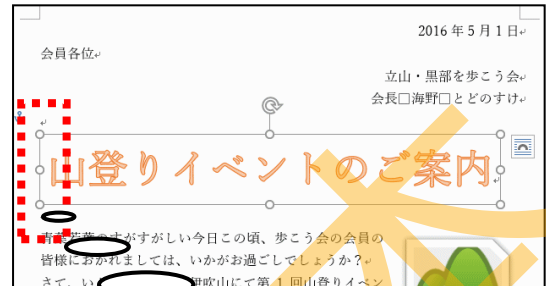 2016年5月1日
会員各位
立山・黒部を歩こう会
会長□海野□とどのすけ
山登りイベントのご案内
青葉若葉のすがすがしい今日この頃、歩こう会の会員の
皆様におかれましては、いかがお過ごしでしょうか?
さて、い 伊吹山にて第1回山登りイベン